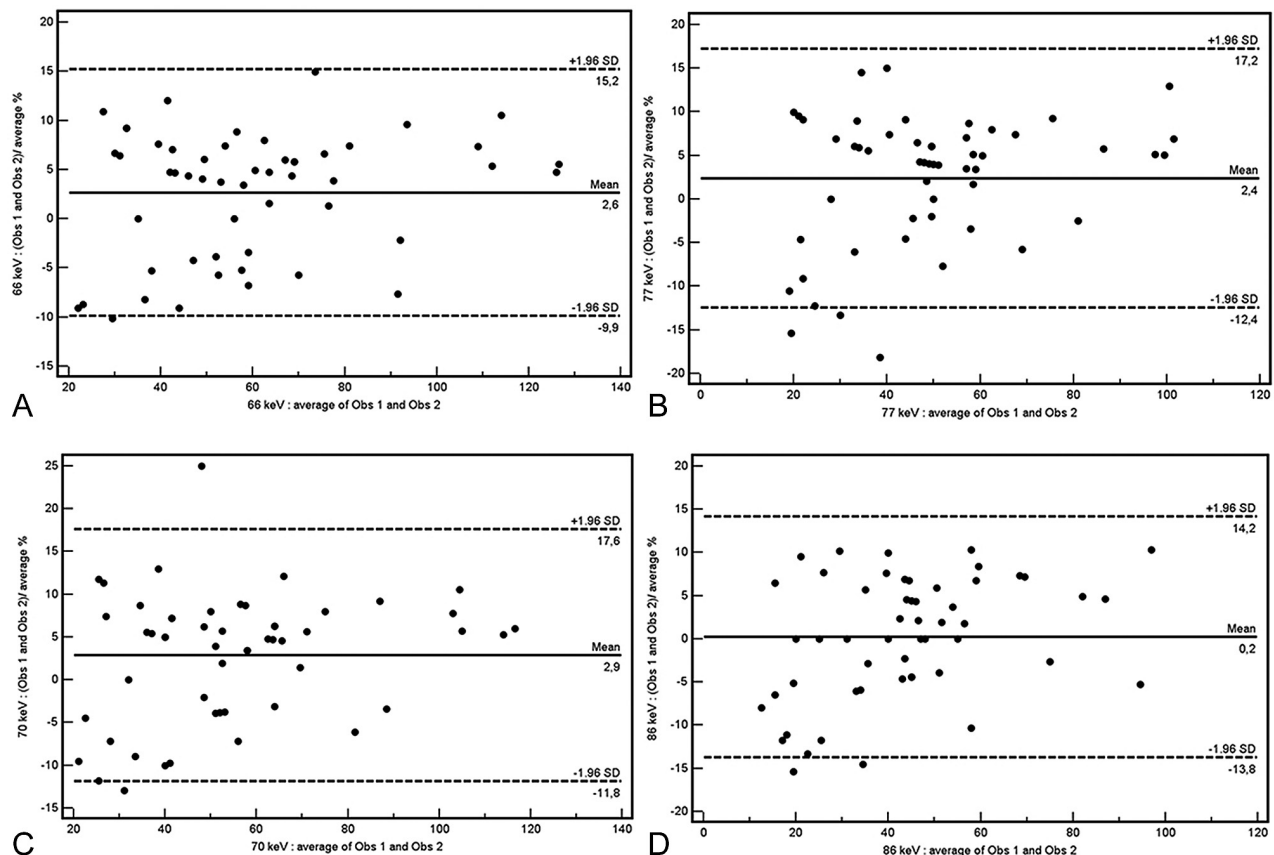 20
15
10
5
0
-5
-10
-15
66 keV : (Obs 1 and Obs 2)/ average %
+1.96 SD
15,2
Mean
2,6
-1.96 SD
-9,9
20 40 60 80 100 120 140
66 keV : average of Obs 1 and Obs 2
A
20
15
10
5
0
-5
-10
-15
-20
77 keV : (Obs 1 and Obs 2)/ average %
+1.96 SD
17,2
Mean
2,4
-1.96 SD
-12,4
0 20 40 60 80 100 120
77 keV : average of Obs 1 and Obs 2
B
25
20
15
10
5
0
-5
-10
-15
70 keV : (Obs 1 and Obs 2)/ average %
+1.96 SD
17,6
Mean
2,9
-1.96 SD
-11,8
20 40 60 80 100 120 140
70 keV : average of Obs 1 and Obs 2
C
20
15
10
5
0
-5
-10
-15
-20
86 keV : (Obs 1 and Obs 2)/ average %
+1.96 SD
14,2
Mean
0,2
-1.96 SD
-13,8
0 20 40 60 80 100 120
86 keV : average of Obs 1 and Obs 2
D